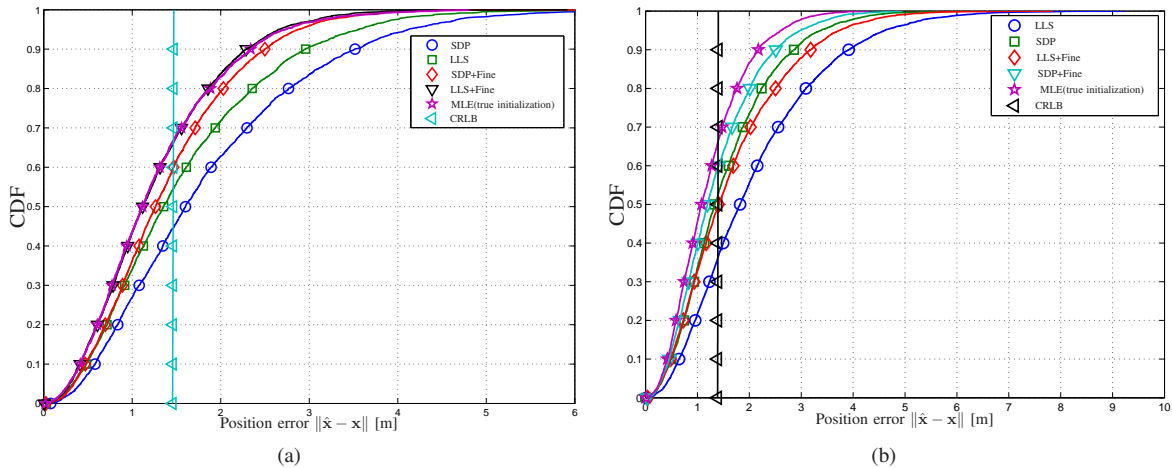 1
0.9
0.8
0.7
0.6
0.5
0.4
0.3
0.2
0.1
0
CDF
SDP
LLS
SDP+Fine
LLS+Fine
MLE(true initialization)
CRLB
0 1 2 3 4 5 6
Position error ‖x̂ − x‖ [m]
(a)
1
0.9
0.8
0.7
0.6
0.5
0.4
0.3
0.2
0.1
0
CDF
LLS
SDP
LLS+Fine
SDP+Fine
MLE(true initialization)
CRLB
0 1 2 3 4 5 6 7 8 9 10
Position error ‖x̂ − x‖ [m]
(b)